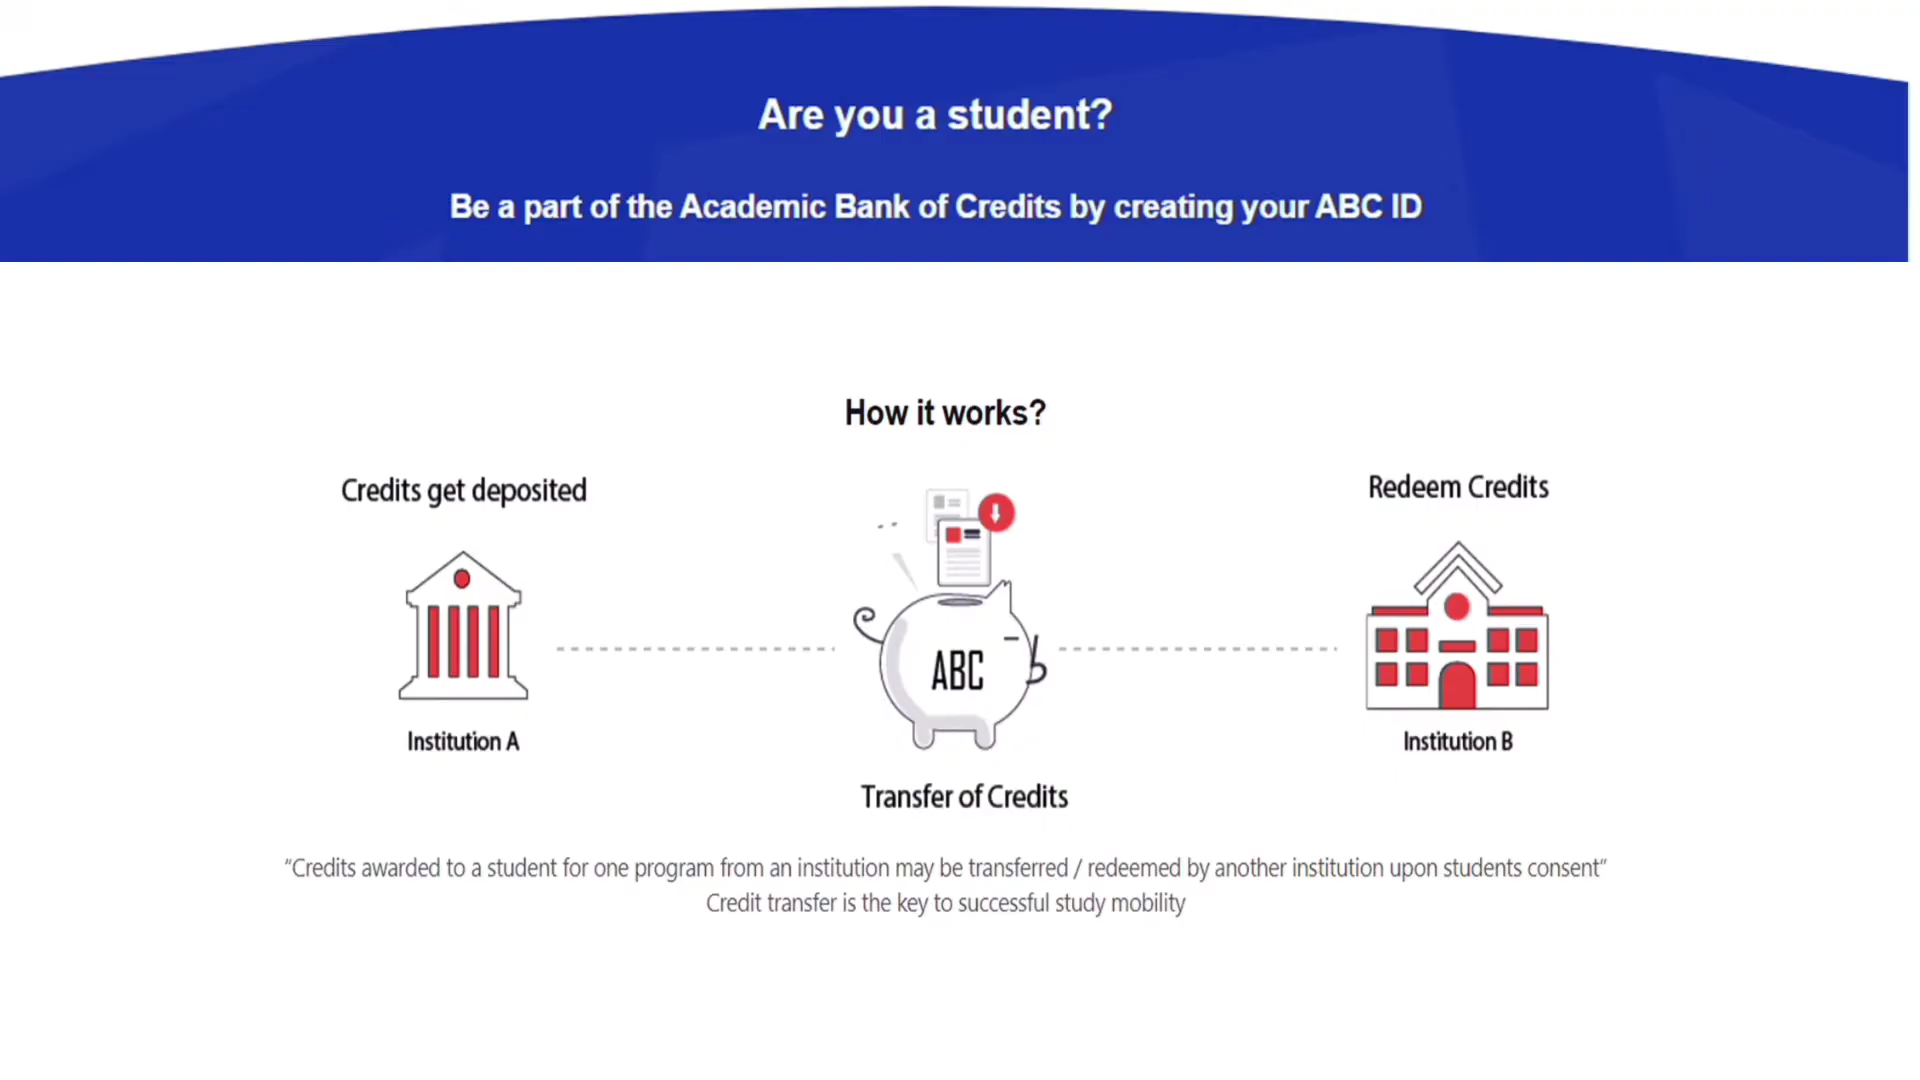 Are you a student?
Be a part of the Academic Bank of Credits by creating your ABC ID
How it works?
Credits get deposited
Redeem Credits
ABC
Institution A
Institution B
Transfer of Credits
“Credits awarded to a student for one program from an institution may be transferred / redeemed by another institution upon students consent”
Credit transfer is the key to successful study mobility